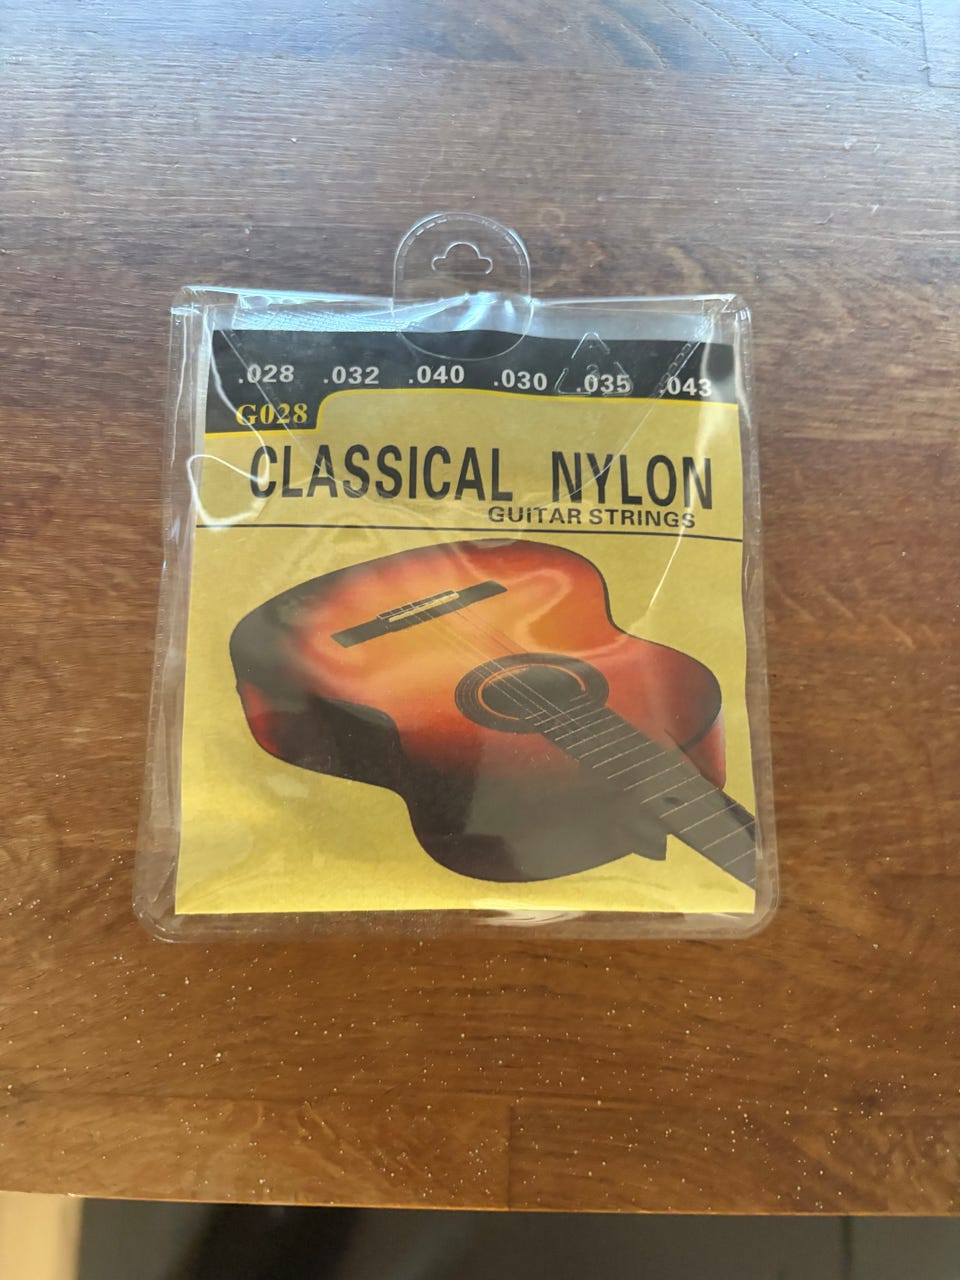 .028 .032 .040 .030 .035 .043
G028
CLASSICAL NYLON
GUITAR STRINGS